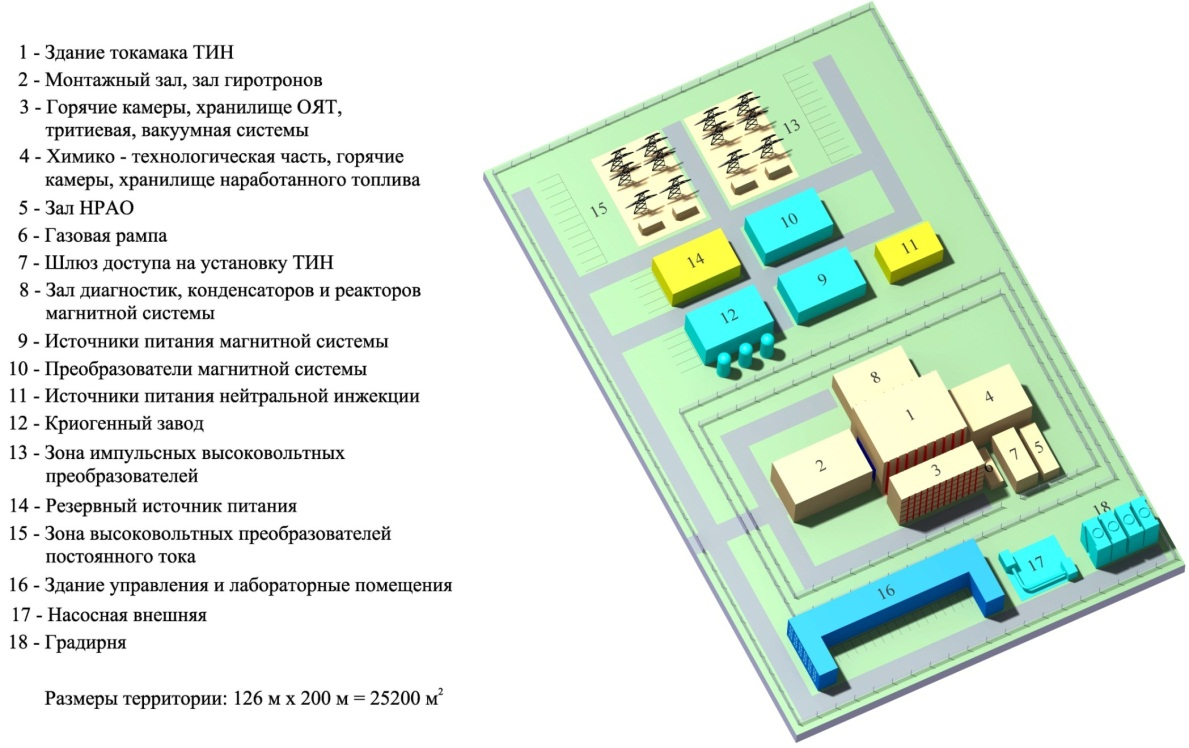 1 - Здание токамака ТИН
2 - Монтажный зал, зал гиротронов
3 - Горячие камеры, хранилище ОЯТ,
тритиевая, вакуумная системы
4 - Химико - технологическая часть, горячие
камеры, хранилище наработанного топлива
5 - Зал НРАО
6 - Газовая рампа
7 - Шлюз доступа на установку ТИН
8 - Зал диагностик, конденсаторов и реакторов
магнитной системы
9 - Источники питания магнитной системы
10 - Преобразователи магнитной системы
11 - Источники питания нейтральной инжекции
12 - Криогенный завод
13 - Зона импульсных высоковольтных
преобразователей
14 - Резервный источник питания
15 - Зона высоковольтных преобразователей
постоянного тока
16 - Здание управления и лабораторные помещения
17 - Насосная внешняя
18 - Градирня
Размеры территории: 126 м х 200 м = 25200 м²
13
15
10
14
11
9
12
8
1
4
2
3
6
7
5
18
17
16